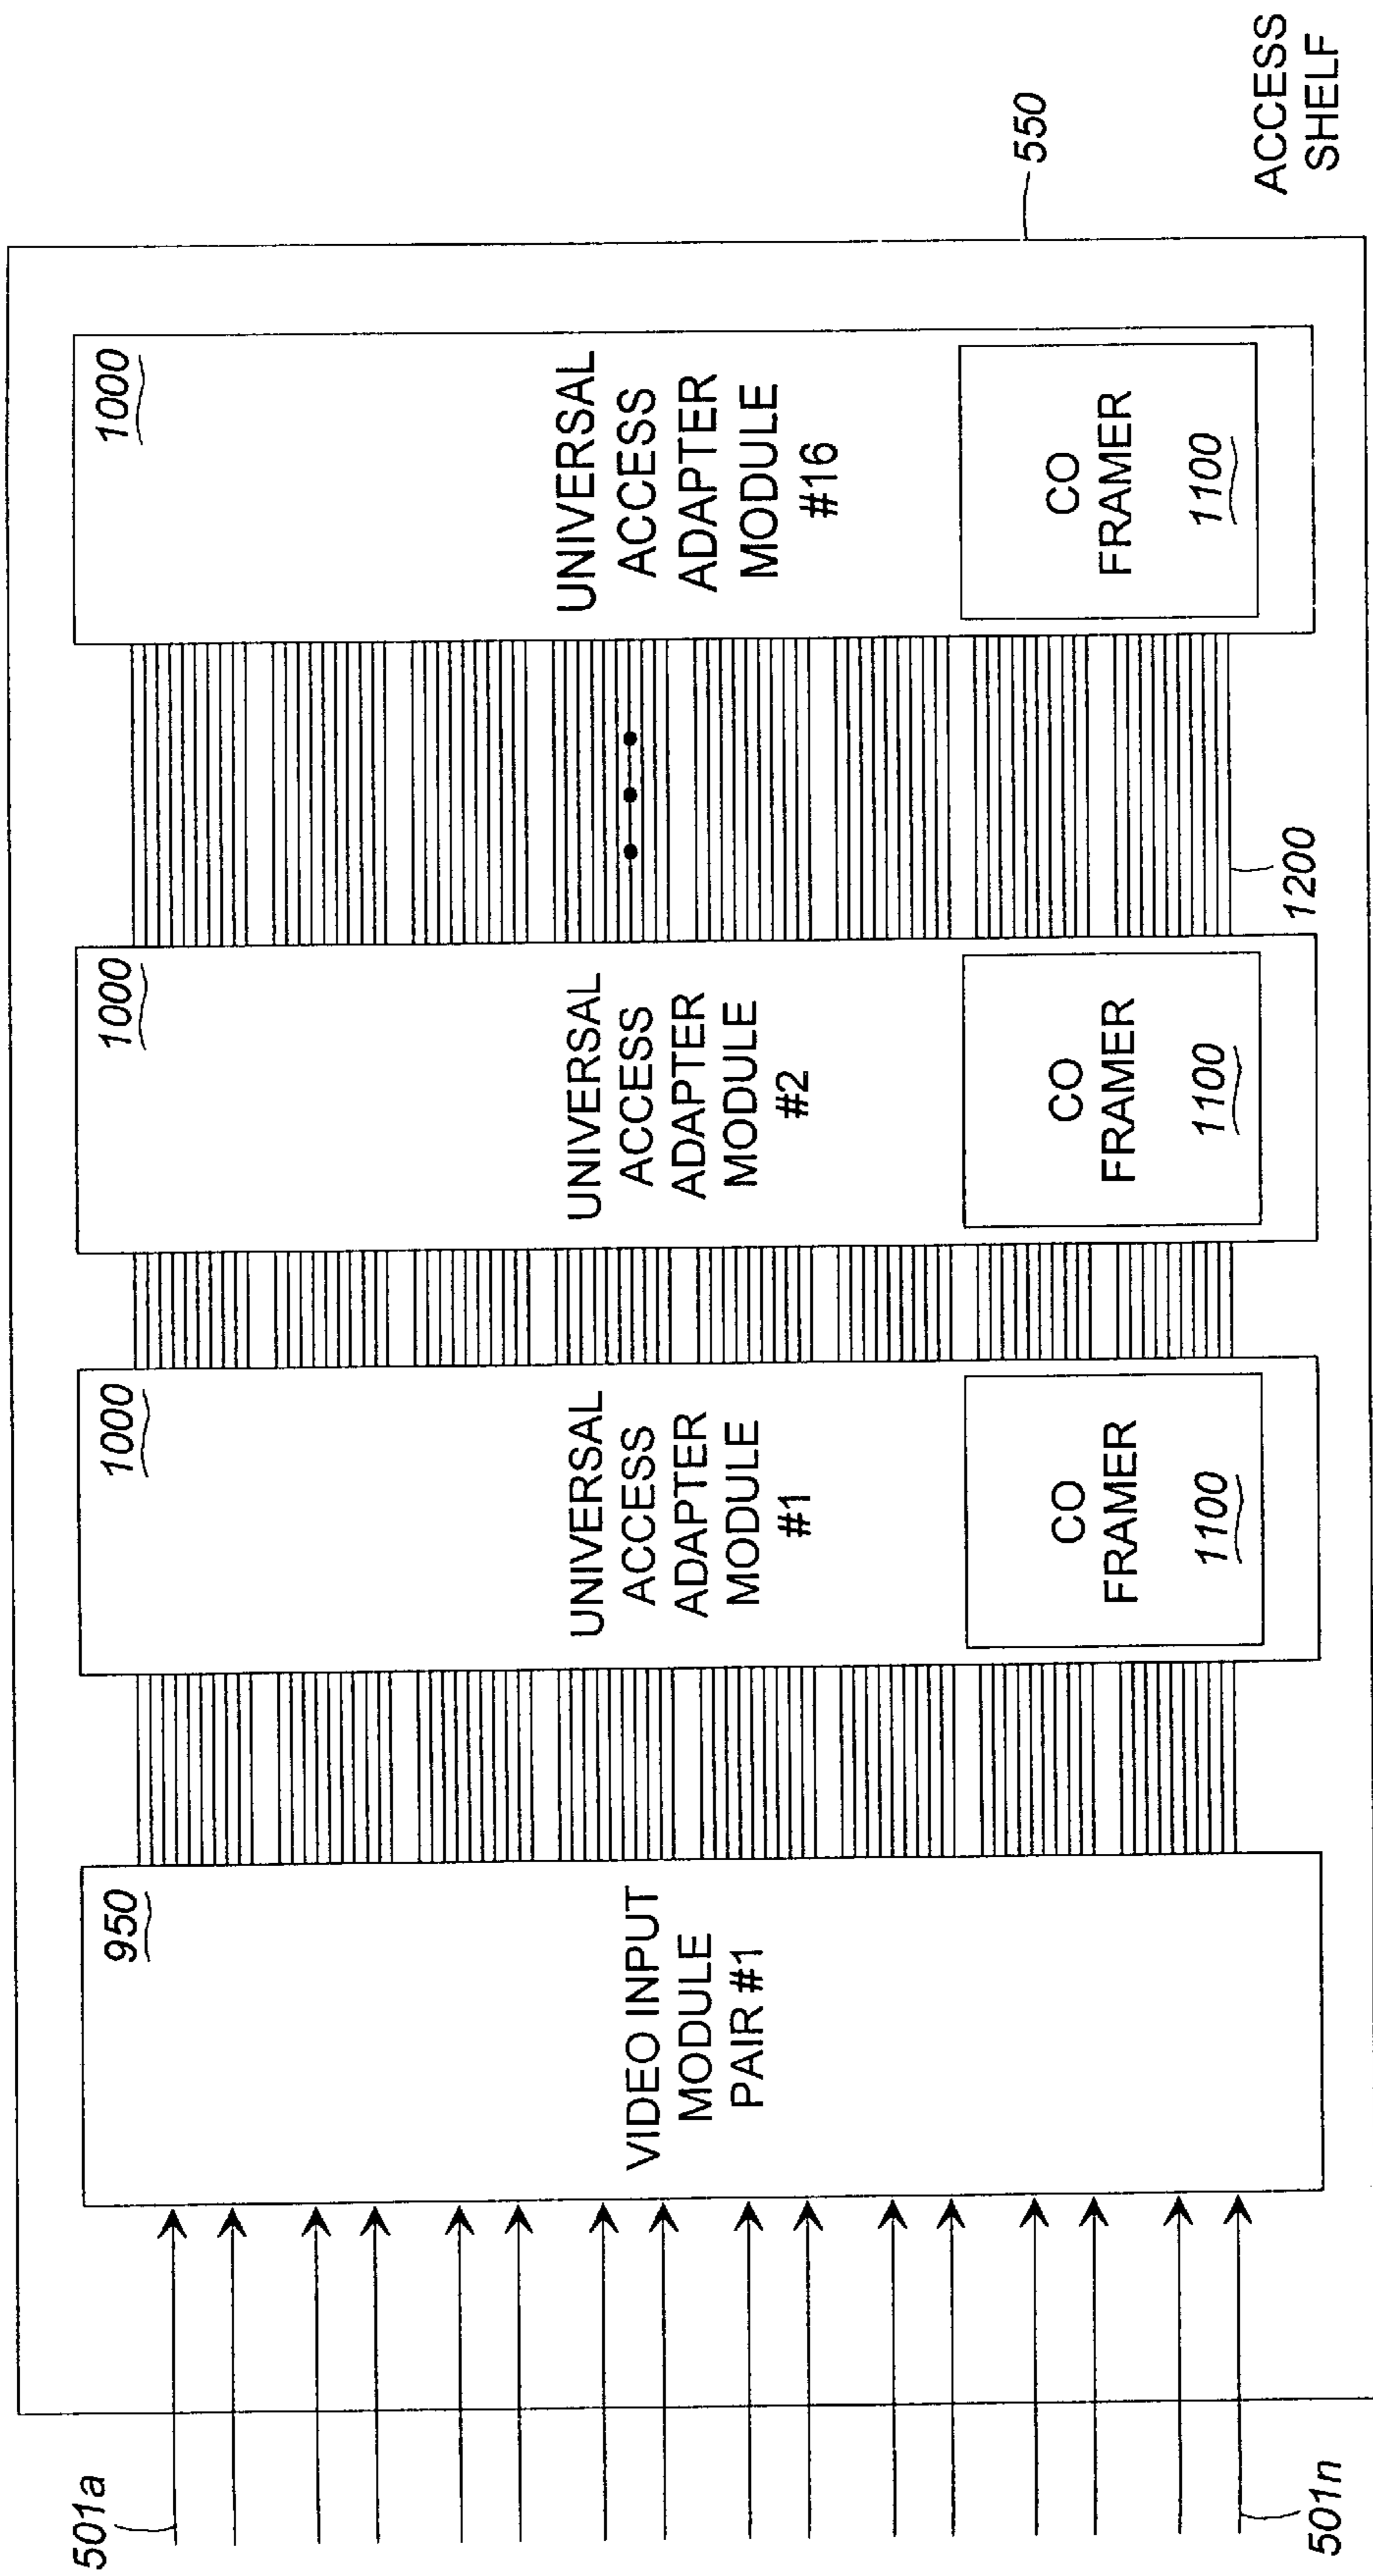 501a
501n
950
VIDEO INPUT
MODULE
PAIR #1
1000
UNIVERSAL
ACCESS
ADAPTER
MODULE
#1
CO
FRAMER
1100
1000
UNIVERSAL
ACCESS
ADAPTER
MODULE
#2
CO
FRAMER
1100
1200
1000
UNIVERSAL
ACCESS
ADAPTER
MODULE
#16
CO
FRAMER
1100
550
ACCESS
SHELF